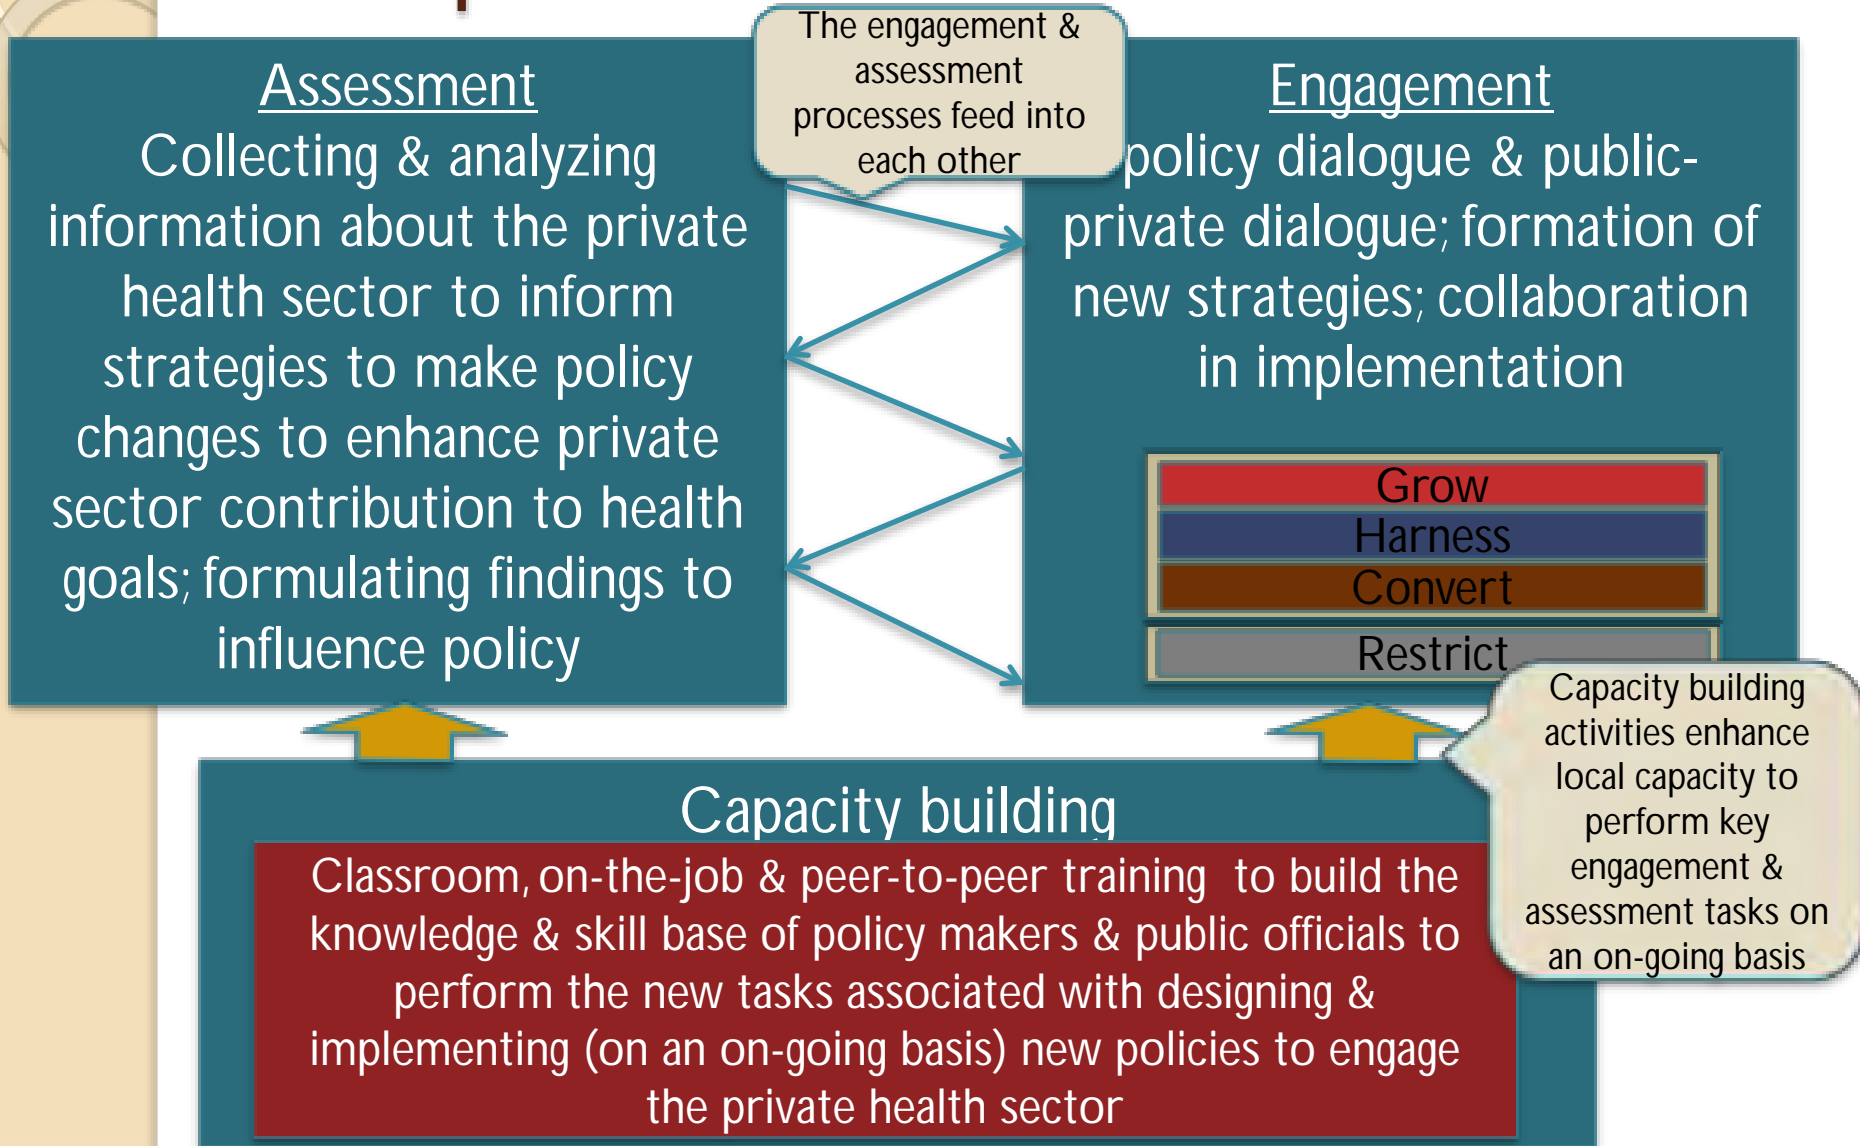 Assessment
Collecting & analyzing
information about the private
health sector to inform
strategies to make policy
changes to enhance private
sector contribution to health
goals; formulating findings to
influence policy
The engagement &
assessment
processes feed into
each other
Engagement
policy dialogue & public-
private dialogue; formation of
new strategies; collaboration
in implementation
Grow
Harness
Convert
Restrict
Capacity building
activities enhance
local capacity to
perform key
engagement &
assessment tasks on
an on-going basis
Capacity building
Classroom, on-the-job & peer-to-peer training to build the
knowledge & skill base of policy makers & public officials to
perform the new tasks associated with designing &
implementing (on an on-going basis) new policies to engage
the private health sector